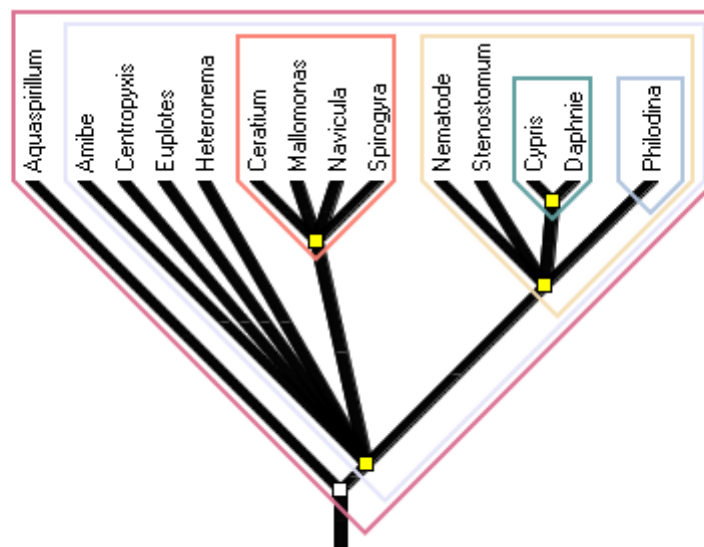 Aquaspirillum
Amibe
Centropyxis
Euplotes
Heteronema
Ceratium
Mallomonas
Navicula
Spirogyra
Nematode
Stenostomum
Cypris
Daphnie
Philodina